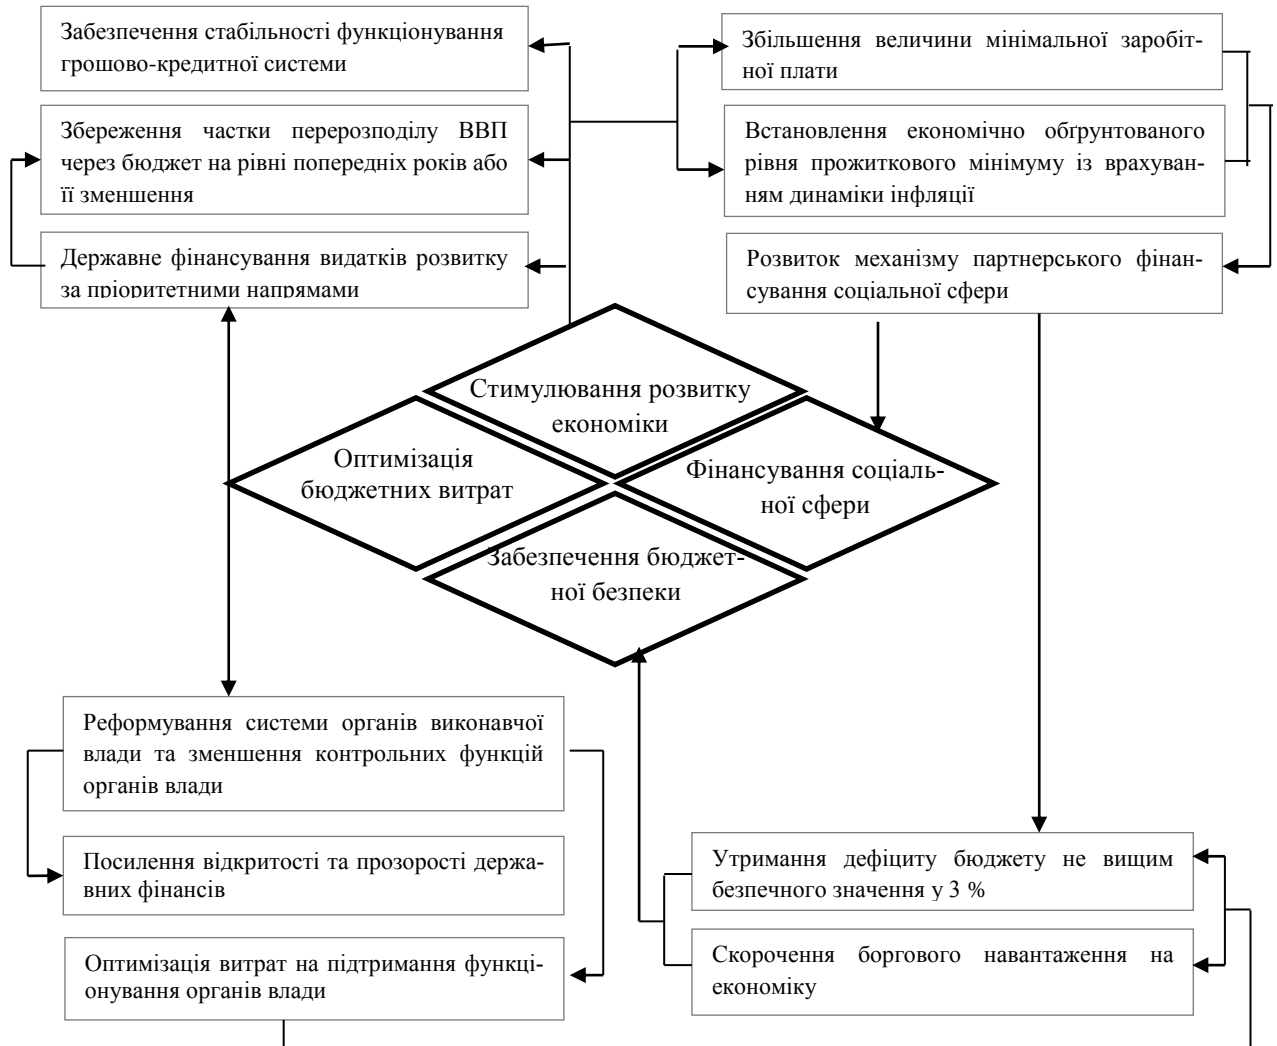 Забезпечення стабільності функціонування
грошово-кредитної системи
Збереження частки перерозподілу ВВП
через бюджет на рівні попередніх років або
її зменшення
Державне фінансування видатків розвитку
за пріоритетними напрямами
Збільшення величини мінімальної заробіт-
ної плати
Встановлення економічно обґрунтованого
рівня прожиткового мінімуму із врахуван-
ням динаміки інфляції
Розвиток механізму партнерського фінан-
сування соціальної сфери
Стимулювання розвитку
економіки
Оптимізація
бюджетних витрат
Фінансування соціаль-
ної сфери
Забезпечення бюджет-
ної безпеки
Реформування системи органів виконавчої
влади та зменшення контрольних функцій
органів влади
Посилення відкритості та прозорості держа-
вних фінансів
Оптимізація витрат на підтримання функці-
онування органів влади
Утримання дефіциту бюджету не вищим
безпечного значення у 3 %
Скорочення боргового навантаження на
економіку